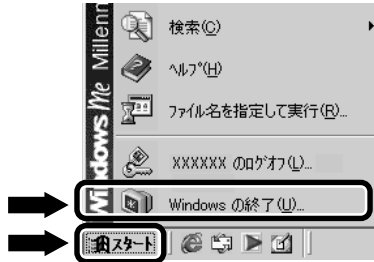 Windows Me Millenn
検索(C)
ヘルプ(H)
ファイル名を指定して実行(R)...
XXXXXX のログオフ(L)...
Windows の終了(U)...
スタート